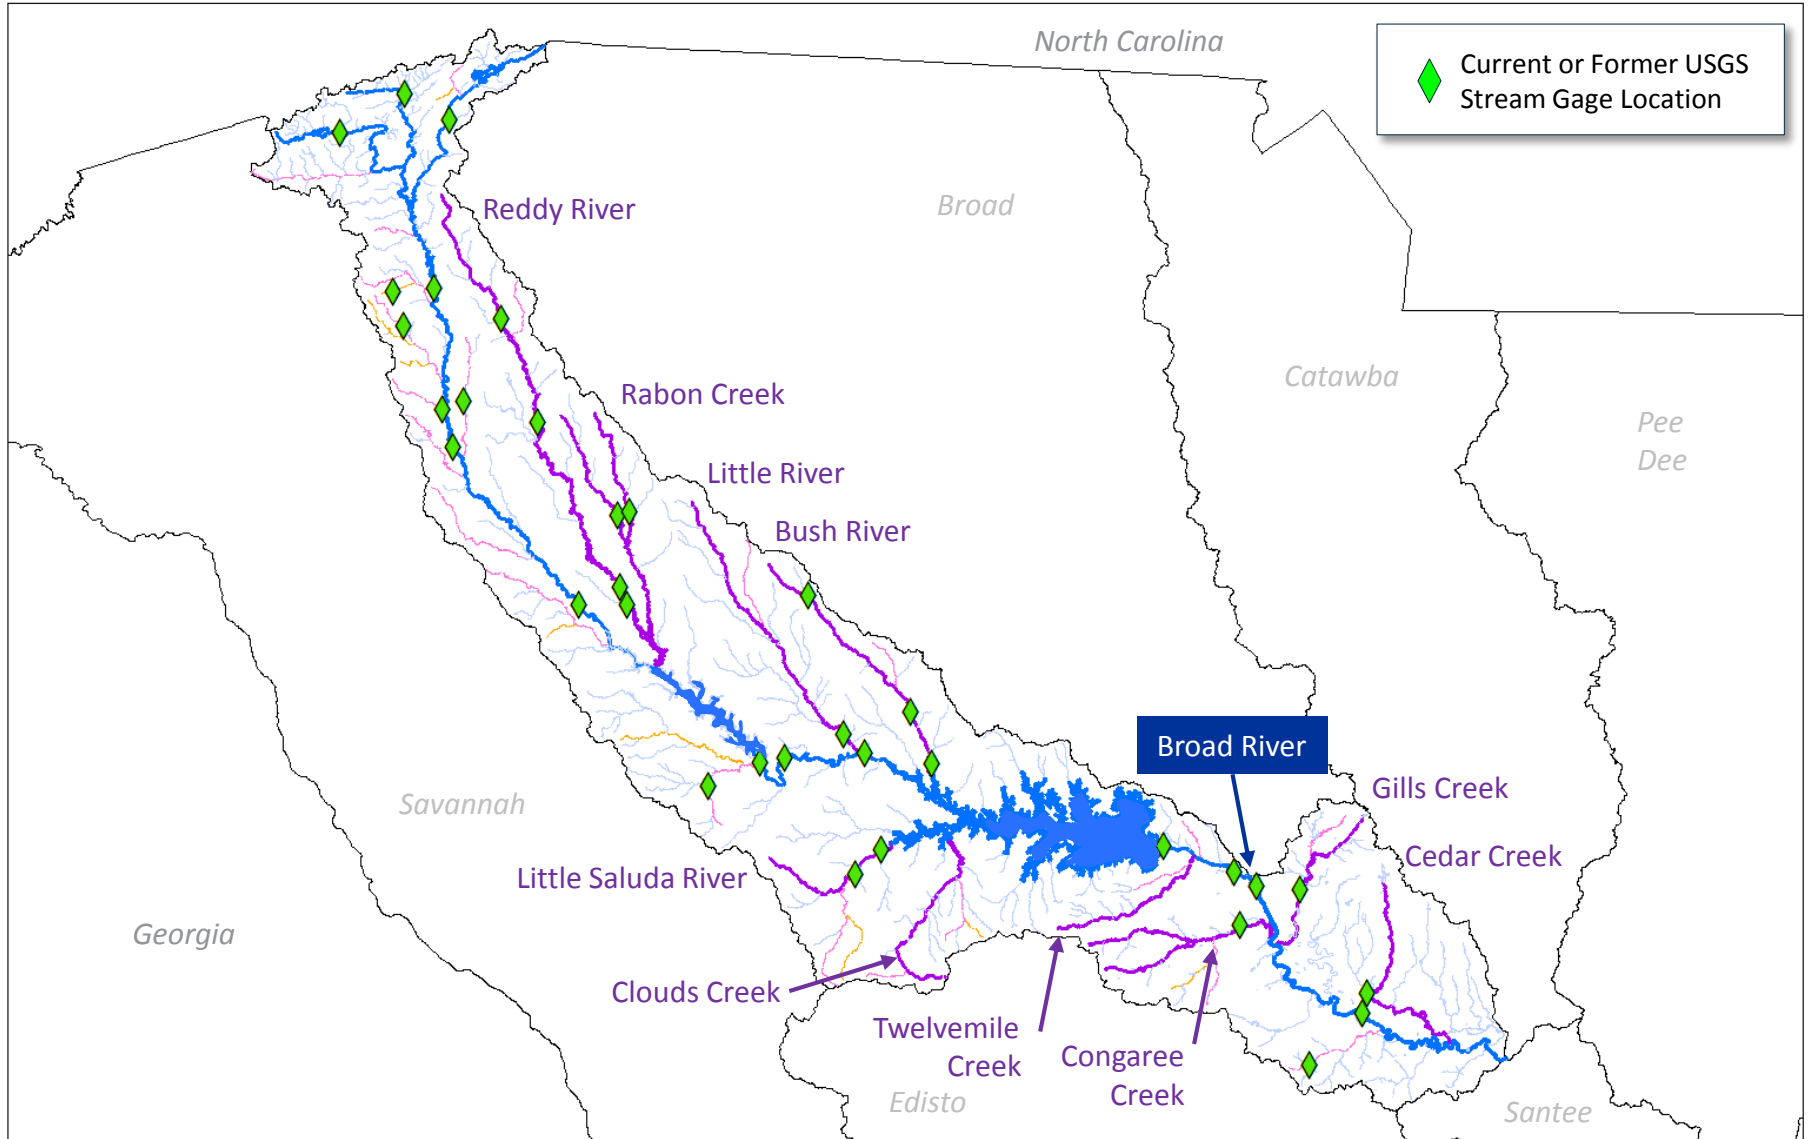 North Carolina
Current or Former USGS
Stream Gage Location
Reddy River
Broad
Rabon Creek
Catawba
Pee
Dee
Little River
Bush River
Broad River
Gills Creek
Savannah
Cedar Creek
Little Saluda River
Georgia
Clouds Creek
Twelvemile
Creek
Congaree
Creek
Edisto
Santee